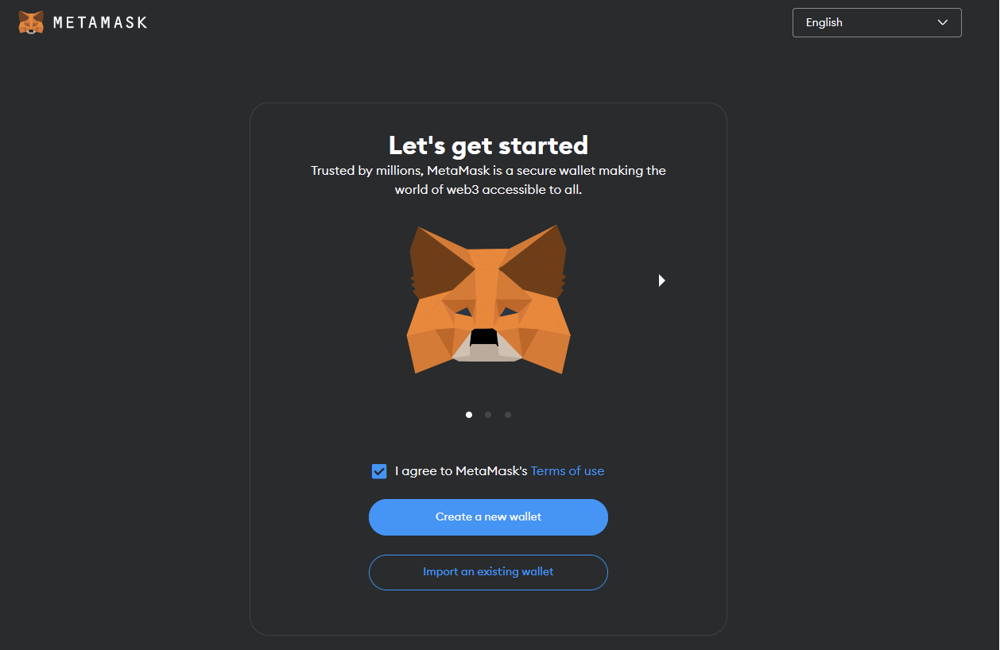 METAMASK
English
Let's get started
Trusted by millions, MetaMask is a secure wallet making the
world of web3 accessible to all.
I agree to MetaMask's Terms of use
Create a new wallet
Import an existing wallet